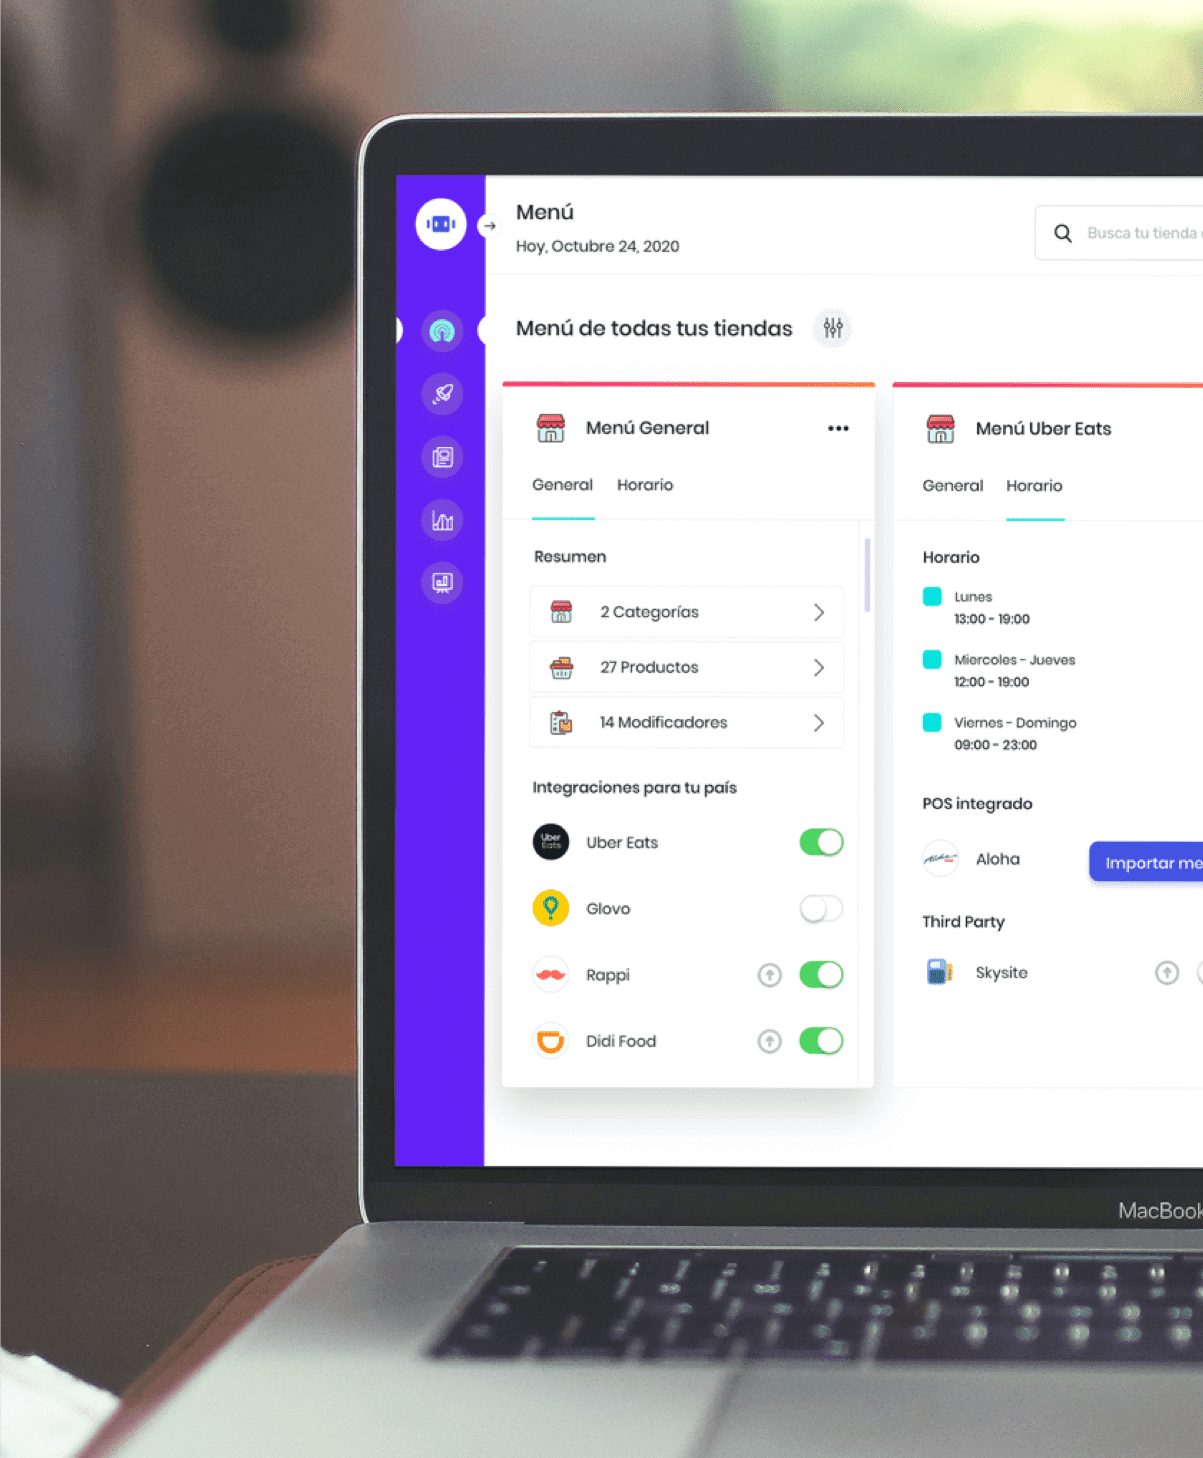 Menú
Hoy, Octubre 24, 2020
Busca tu tienda
Menú de todas tus tiendas
Menú General
General Horario
Resumen
2 Categorías
27 Productos
14 Modificadores
Integraciones para tu país
Uber Eats
Uber Eats
Glovo
Rappi
Didi Food
Menú Uber Eats
General Horario
Horario
Lunes
13:00 - 19:00
Miercoles - Jueves
12:00 - 19:00
Viernes - Domingo
09:00 - 23:00
POS integrado
Aloha
Aloha
Importar me
Third Party
Skysite
MacBook